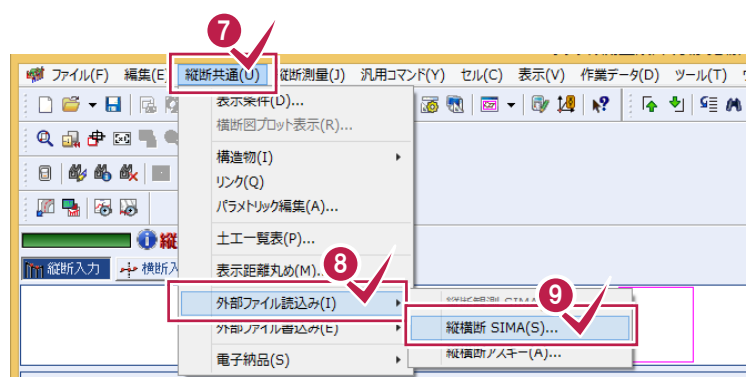 7
ファイル(F) 編集(E) 縦断共通(U) 縦断測量(J) 汎用コマンド(Y) セル(C) 表示(V) 作業データ(D) ツール(T)
表示条件(D)...
横断図プロット表示(R)...
構造物(I)
リンク(Q)
パラメトリック編集(A)...
土工一覧表(P)...
縦
縦断入力 横断入
表示距離丸め(M)...
8
外部ファイル読込み(I)
9
縦横断 SIMA(S)...
外部ファイル書込み(E)
縦横断アスキー(A)...
電子納品(S)